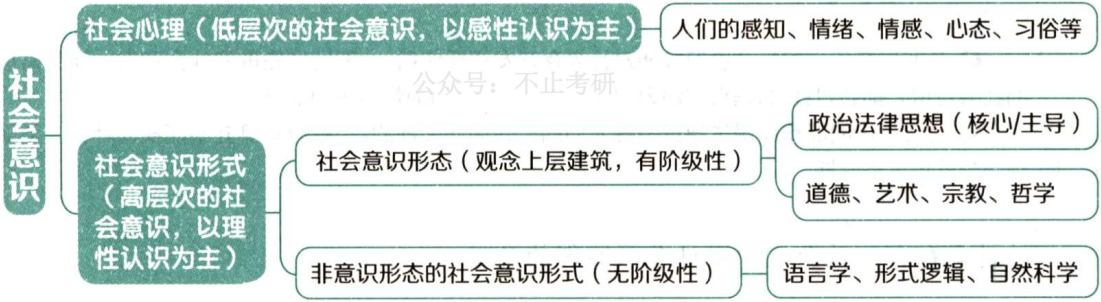 社会意识
社会心理（低层次的社会意识，以感性认识为主）
人们的感知、情绪、情感、心态、习俗等
公众号：不止考研
社会意识形式
（高层次的社
会意识，以理
性认识为主）
社会意识形态（观念上层建筑，有阶级性）
政治法律思想（核心/主导）
道德、艺术、宗教、哲学
非意识形态的社会意识形式（无阶级性）
语言学、形式逻辑、自然科学